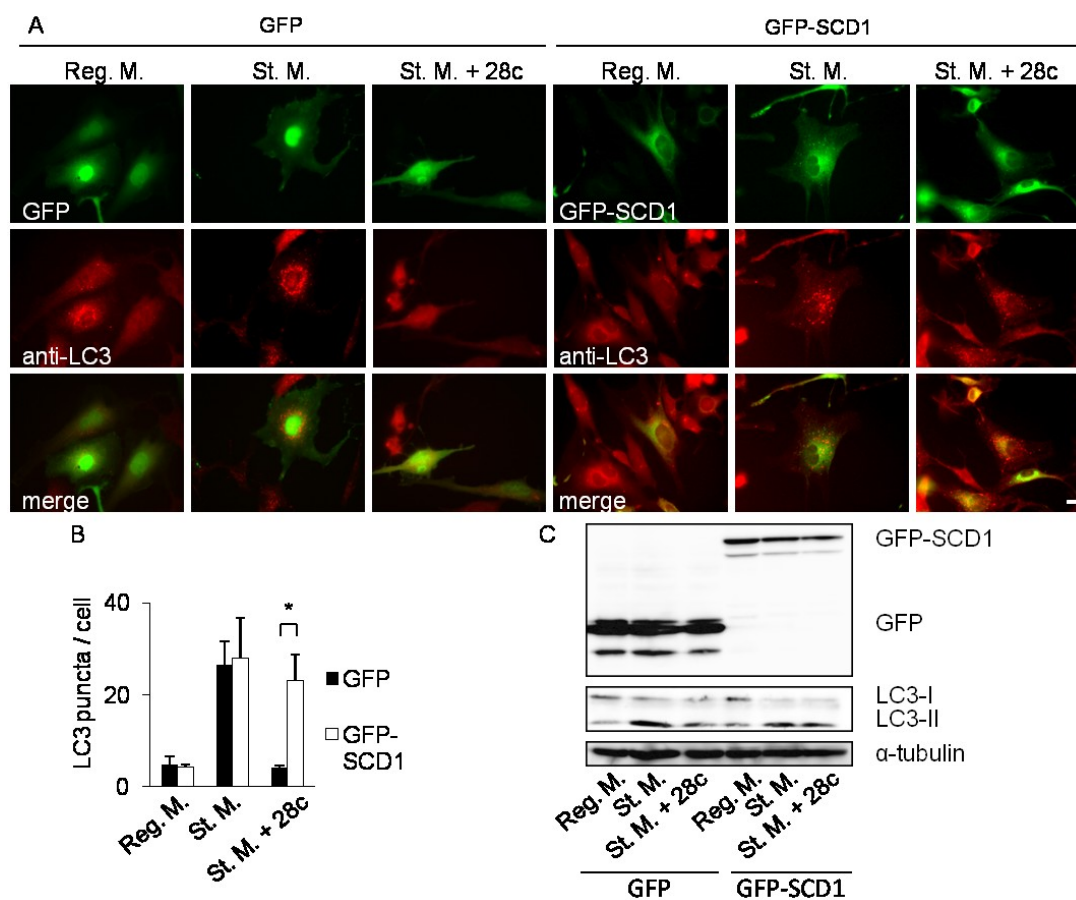 A
GFP
GFP-SCD1
Reg. M.
St. M.
St. M. + 28c
Reg. M.
St. M.
St. M. + 28c
GFP
GFP-SCD1
anti-LC3
anti-LC3
merge
merge
B
LC3 puncta / cell
40
20
0
*
GFP
GFP-
SCD1
Reg. M.
St. M.
St. M. + 28c
C
GFP-SCD1
GFP
LC3-I
LC3-II
α-tubulin
Reg. M.
St. M.
St. M. + 28c
Reg. M.
St. M.
St. M. + 28c
GFP
GFP-SCD1